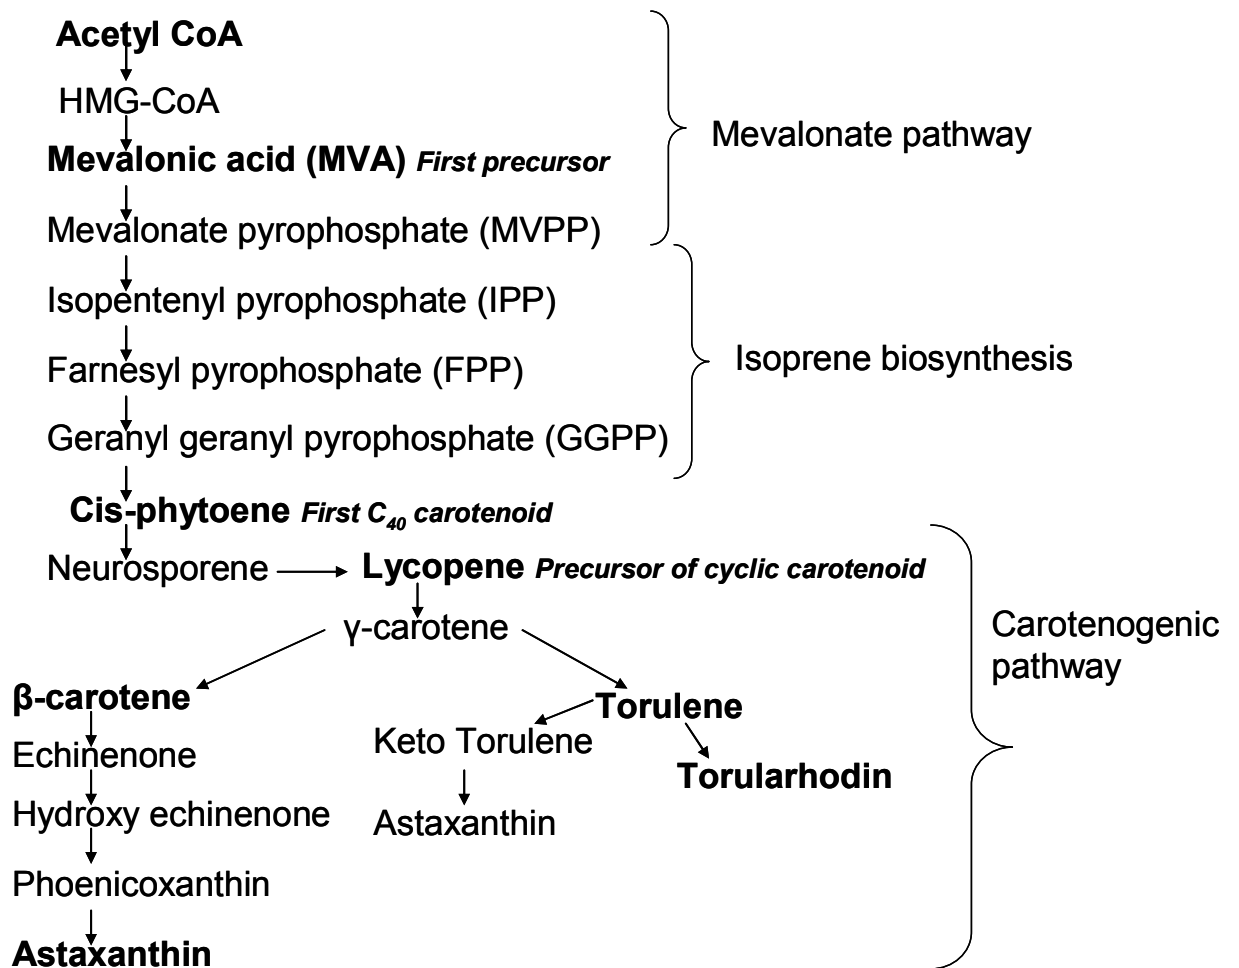 Acetyl CoA
HMG-CoA
Mevalonic acid (MVA) First precursor
Mevalonate pathway
Mevalonate pyrophosphate (MVPP)
Isopentenyl pyrophosphate (IPP)
Farnesyl pyrophosphate (FPP)
Isoprene biosynthesis
Geranyl geranyl pyrophosphate (GGPP)
Cis-phytoene First C40 carotenoid
Neurosporene
Lycopene Precursor of cyclic carotenoid
γ-carotene
Carotenogenic
pathway
β-carotene
Echinenone
Hydroxy echinenone
Phoenicoxanthin
Astaxanthin
Torulene
Keto Torulene
Astaxanthin
Torularhodin